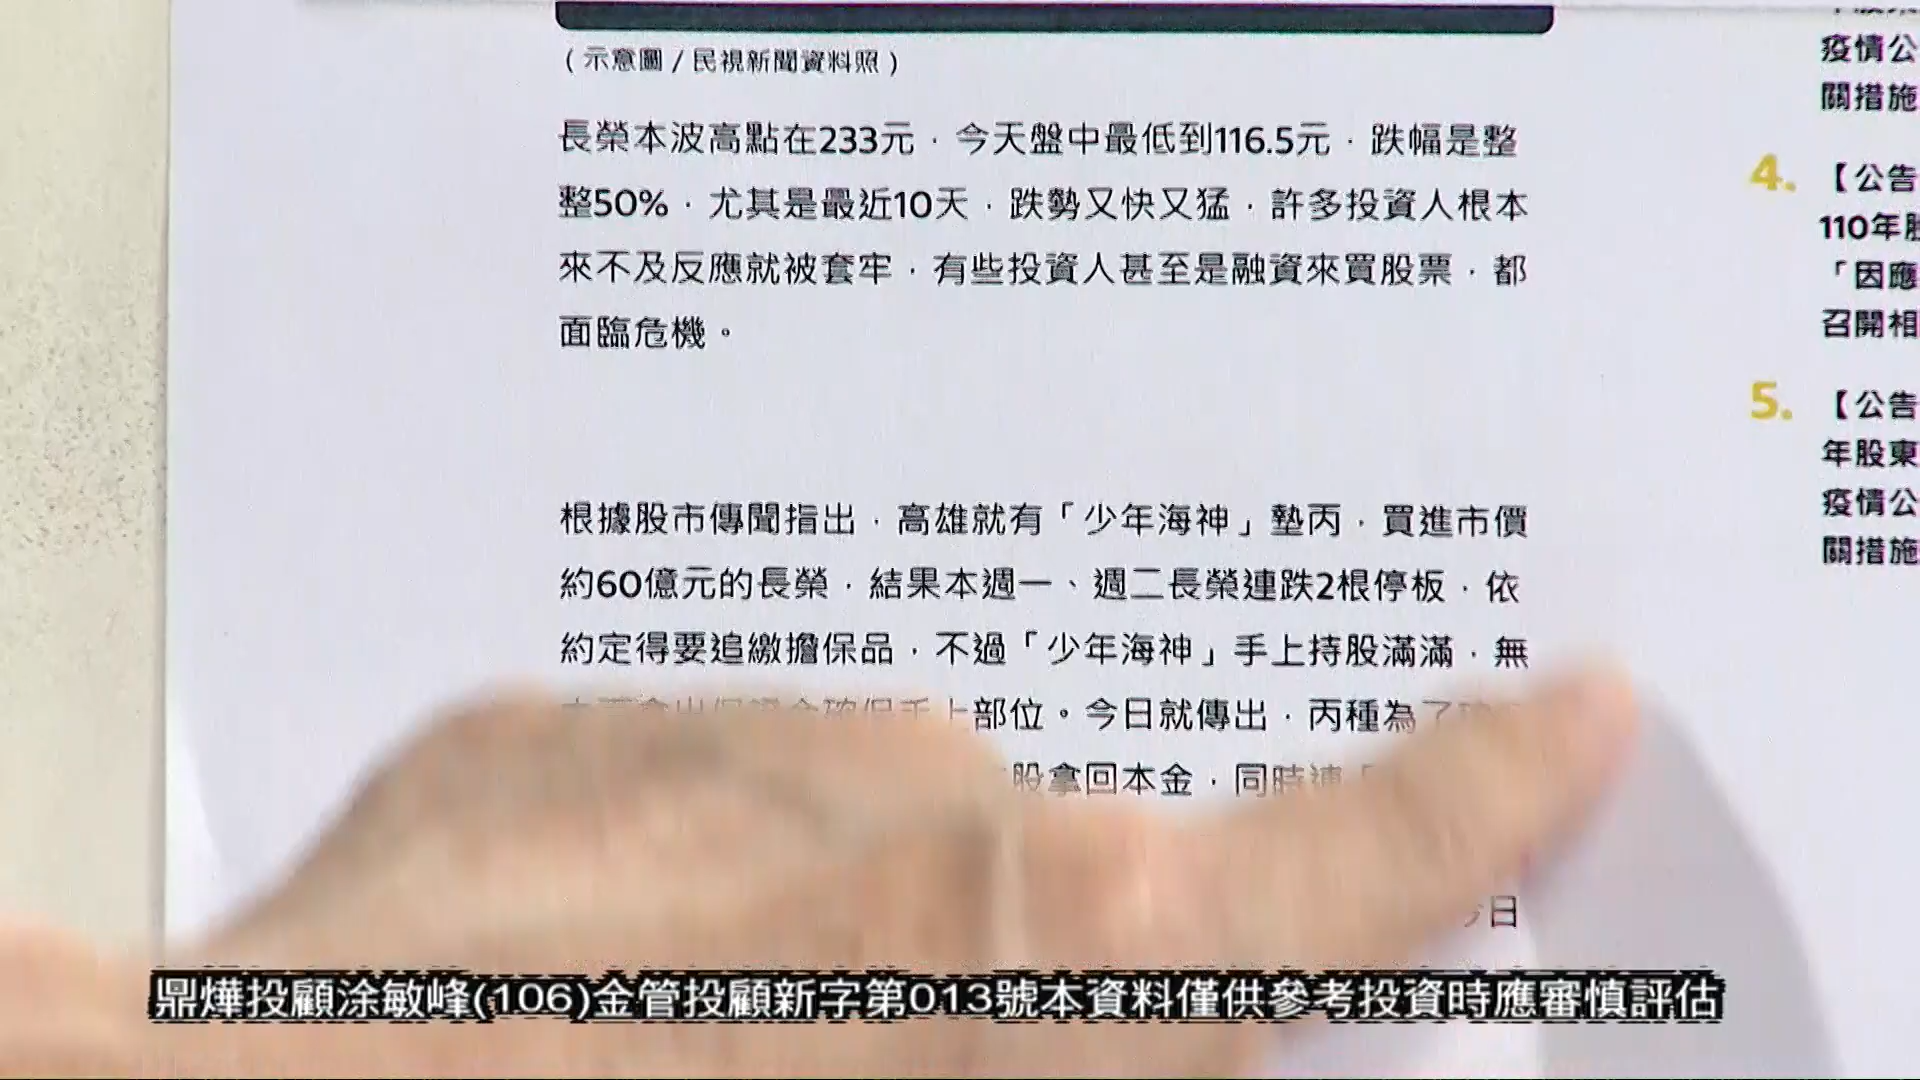 （示意圖／民視新聞資料照）
長榮本波高點在233元，今天盤中最低到116.5元，跌幅是整
整50%，尤其是最近10天，跌勢又快又猛，許多投資人根本
來不及反應就被套牢，有些投資人甚至是融資來買股票，都
面臨危機。
根據股市傳聞指出，高雄就有「少年海神」墊丙，買進市價
約60億元的長榮，結果本週一、週二長榮連跌2根停板，依
約定得要追繳擔保品，不過「少年海神」手上持股滿滿，無
部位。今日就傳出，丙種為了
股拿回本金，同時連
日
疫情公
關措施
4. 【公告
110年股
「因應
召開相
5. 【公告
年股東
疫情公
關措施
鼎燁投顧涂敏峰(106)金管投顧新字第013號本資料僅供參考投資時應審慎評估